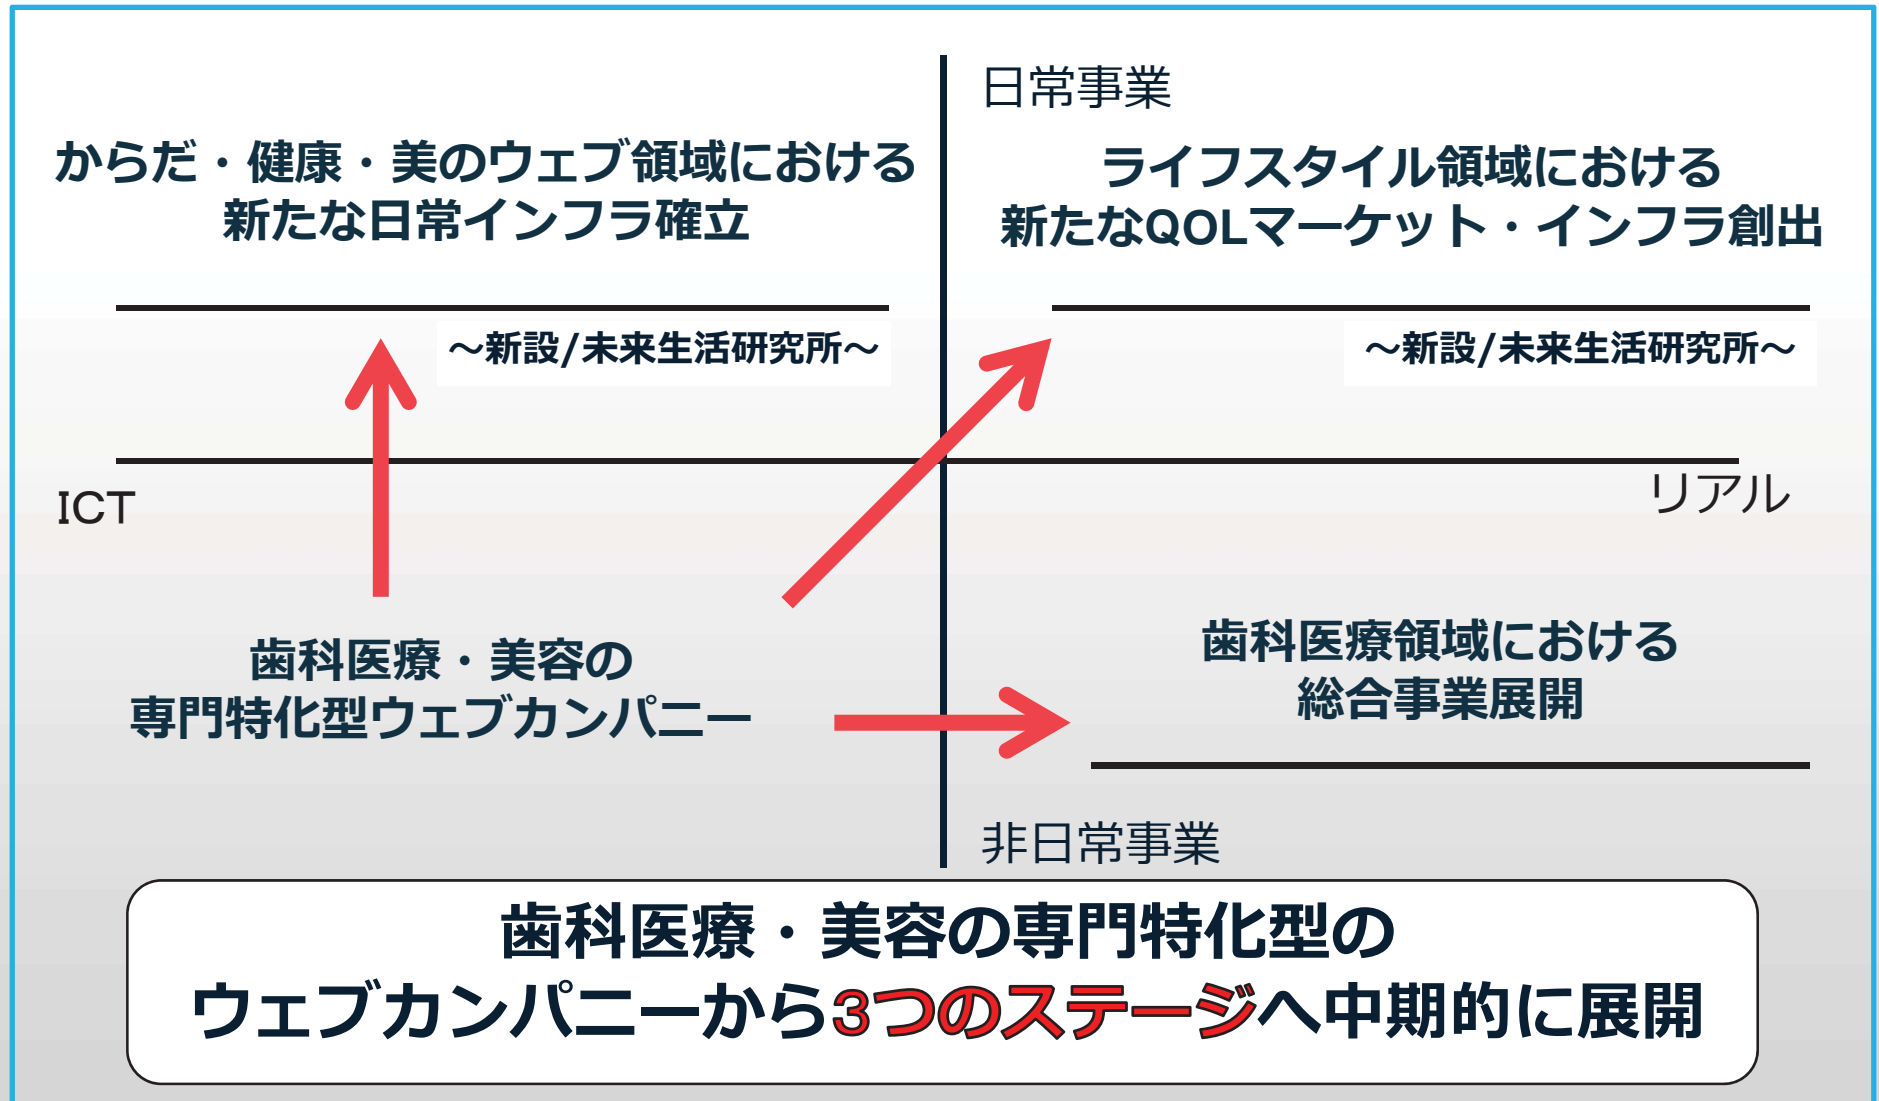 日常事業
からだ・健康・美のウェブ領域における
新たな日常インフラ確立
ライフスタイル領域における
新たなQOLマーケット・インフラ創出
～新設/未来生活研究所～
～新設/未来生活研究所～
ICT
リアル
歯科医療・美容の
専門特化型ウェブカンパニー
歯科医療領域における
総合事業展開
非日常事業
歯科医療・美容の専門特化型の
ウェブカンパニーから3つのステージへ中期的に展開